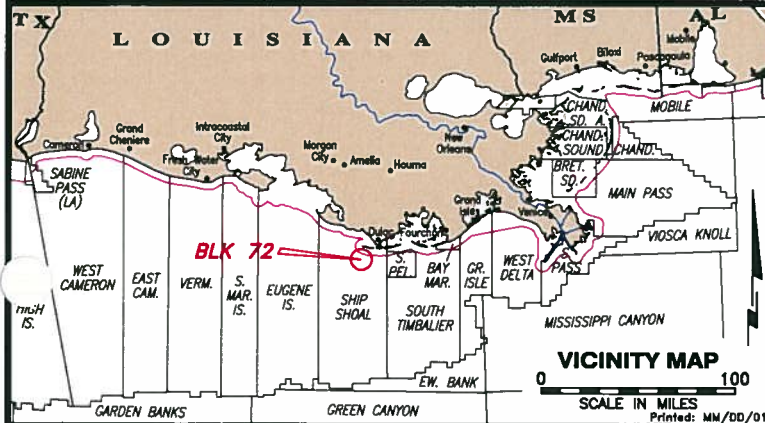 TX
LOUISIANA
MS
AL
Mobile
Gulfport
Biloxi
Pascagoula
MOBILE
CHAND.
SD. A.
CHAND.
SOUND
CHAND.
BRET.
SD.
MAIN PASS
VIOSCA KNOLL
New
Orleans
Grand
Cheniere
Cameron
Intracoastal
City
Fresh Water
City
Morgan
City
Amelia
Houma
Dulac
Fourchon
Grand
Isle
Venice
SABINE
PASS
(LA)
BLK 72
HIGH
IS.
WEST
CAMERON
EAST
CAM.
VERM.
S.
MAR.
IS.
EUGENE
IS.
SHIP
SHOAL
S.
PEL.
BAY
MAR.
SOUTH
TIMBALIER
GR.
ISLE
WEST
DELTA
S.
PASS
MISSISSIPPI CANYON
EW. BANK
GARDEN BANKS
GREEN CANYON
VICINITY MAP
0 100
SCALE IN MILES
Printed: MM/DD/01